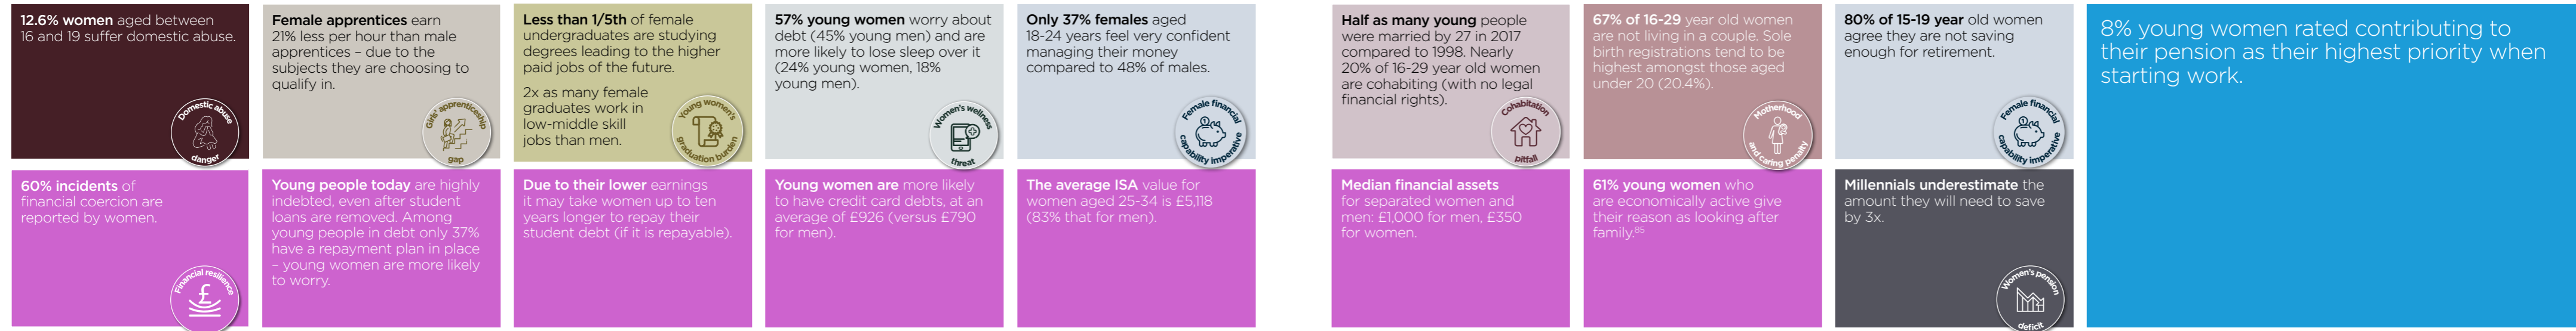 12.6% women aged between
16 and 19 suffer domestic abuse.
Domestic abuse
danger
Female apprentices earn
21% less per hour than male
apprentices – due to the
subjects they are choosing to
qualify in.
Girls' apprenticeship
gap
Less than 1/5th of female
undergraduates are studying
degrees leading to the higher
paid jobs of the future.
2x as many female
graduates work in
low-middle skill
jobs than men.
Young women's
graduation burden
57% young women worry about
debt (45% young men) and are
more likely to lose sleep over it
(24% young women, 18%
young men).
Women's wellness
threat
Only 37% females aged
18-24 years feel very confident
managing their money
compared to 48% of males.
Female financial
capability imperative
Half as many young people
were married by 27 in 2017
compared to 1998. Nearly
20% of 16-29 year old women
are cohabiting (with no legal
financial rights).
Cohabitation
pitfall
67% of 16-29 year old women
are not living in a couple. Sole
birth registrations tend to be
highest amongst those aged
under 20 (20.4%).
Motherhood
and caring penalty
80% of 15-19 year old women
agree they are not saving
enough for retirement.
Female financial
capability imperative
8% young women rated contributing to
their pension as their highest priority when
starting work.
60% incidents of
financial coercion are
reported by women.
Financial resilience
£
Young people today are highly
indebted, even after student
loans are removed. Among
young people in debt only 37%
have a repayment plan in place
– young women are more likely
to worry.
Due to their lower earnings
it may take women up to ten
years longer to repay their
student debt (if it is repayable).
Young women are more likely
to have credit card debts, at an
average of £926 (versus £790
for men).
The average ISA value for
women aged 25-34 is £5,118
(83% that for men).
Median financial assets
for separated women and
men: £1,000 for men, £350
for women.
61% young women who
are economically active give
their reason as looking after
family.85
Millennials underestimate the
amount they will need to save
by 3x.
Women's pension
deficit